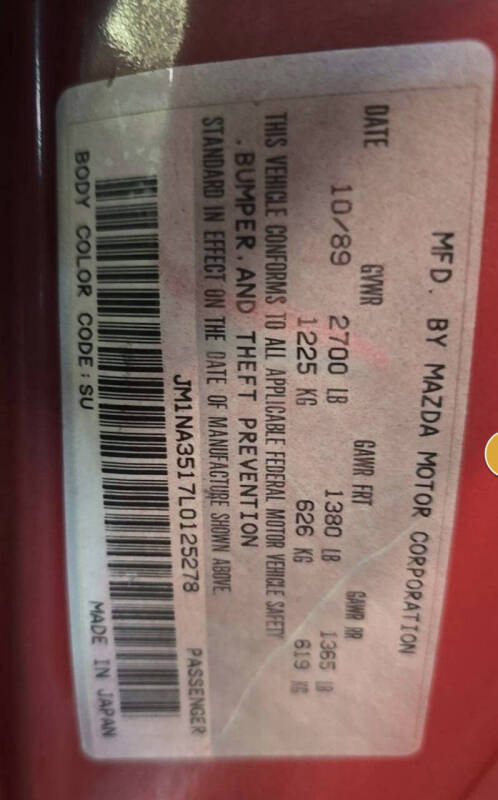 MFD. BY MAZDA MOTOR CORPORATION
DATE GVWR GAWR FRT GAWR RR
10/89 2700 LB 1380 LB 1365 LB
1225 KG 626 KG 619 KG
THIS VEHICLE CONFORMS TO ALL APPLICABLE FEDERAL MOTOR VEHICLE SAFETY
.BUMPER.AND THEFT PREVENTION
STANDARD IN EFFECT ON THE DATE OF MANUFACTURE SHOWN ABOVE.
JM1NA3517L0125278 PASSENGER
BODY COLOR CODE:SU MADE IN JAPAN